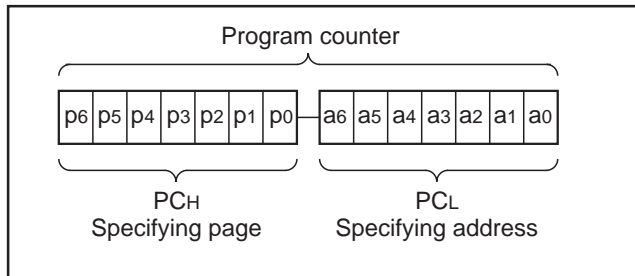 Program counter
p6 p5 p4 p3 p2 p1 p0 a6 a5 a4 a3 a2 a1 a0
PCH PCL
Specifying page Specifying address